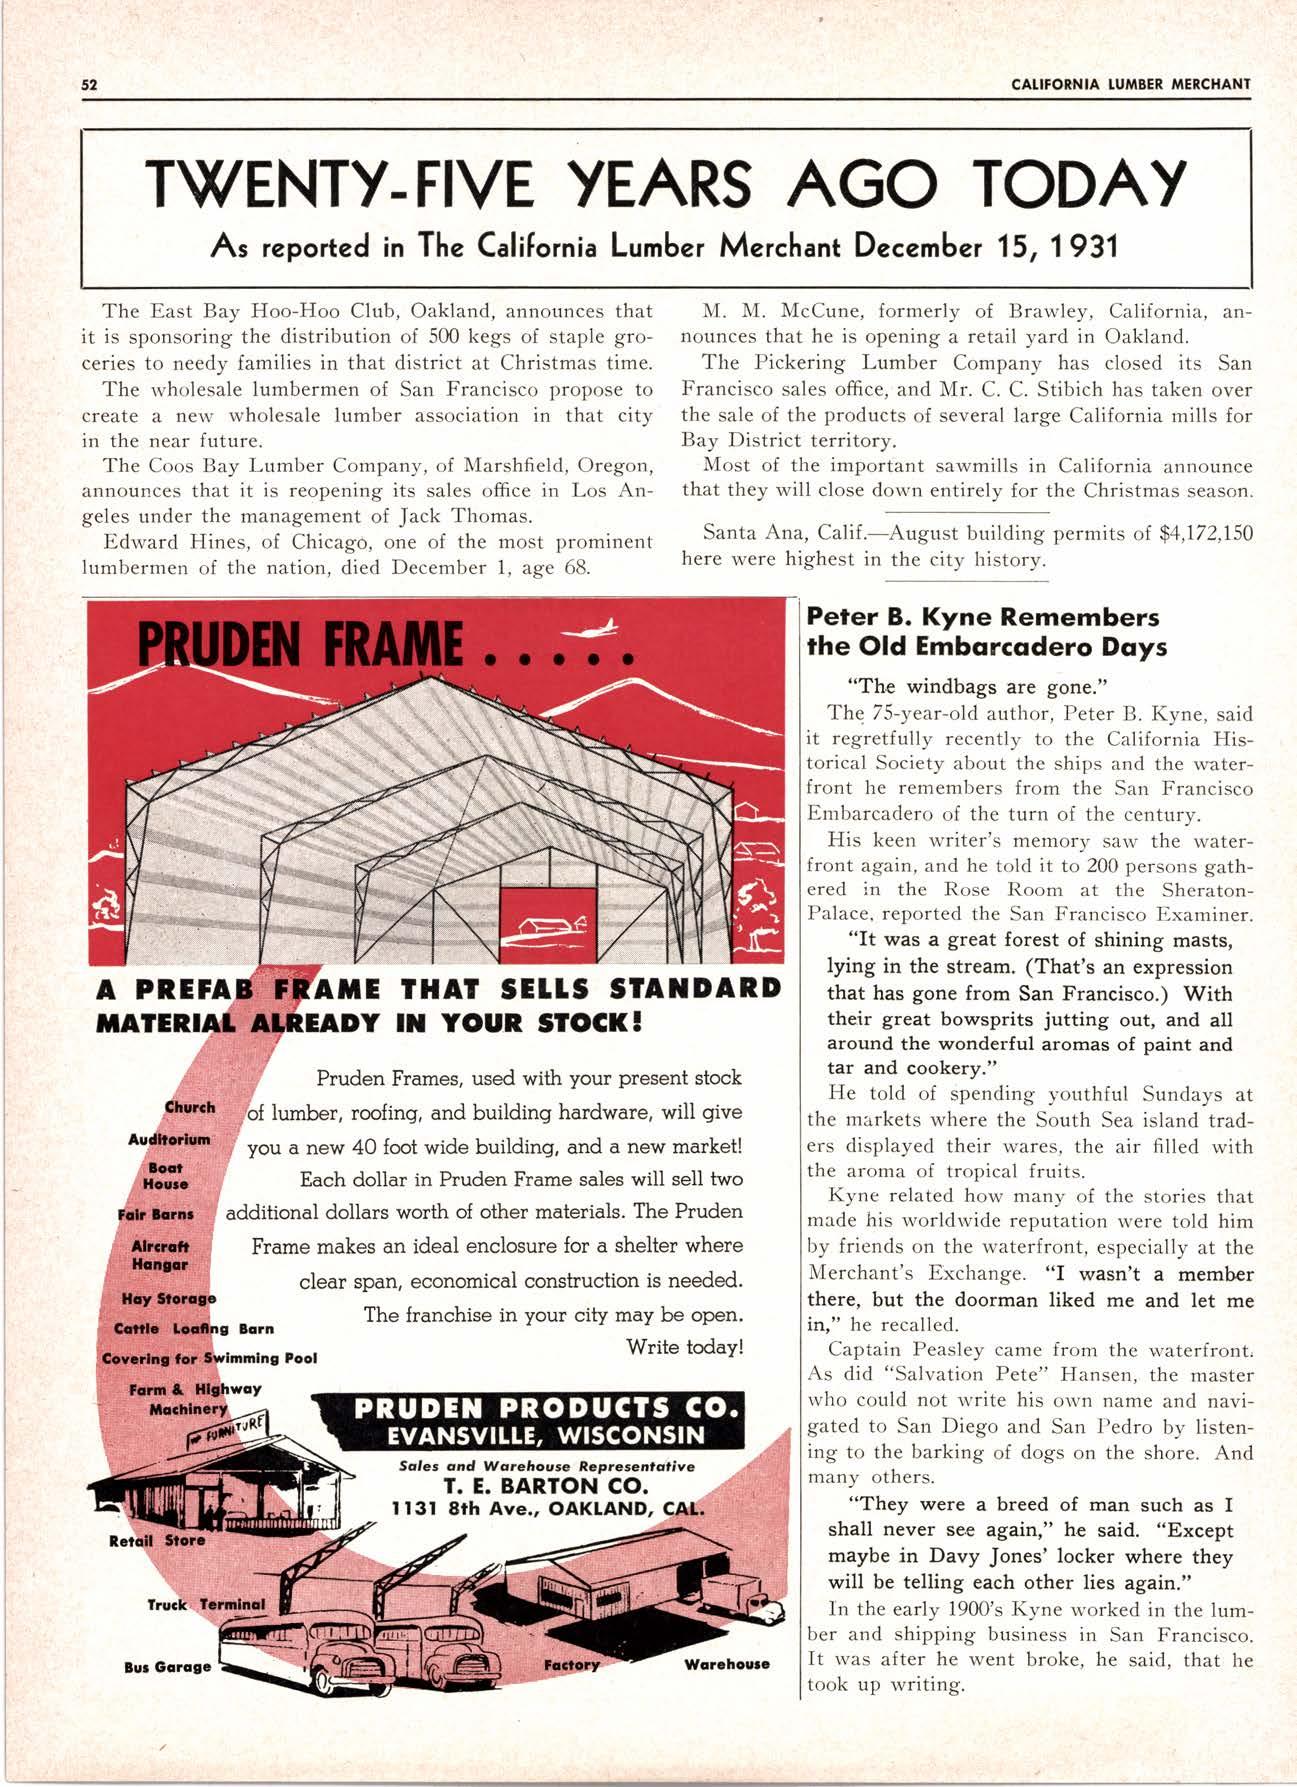 52
CALIFORNIA LUMBER MERCHANT
TWENTY-FIVE YEARS AGO TODAY
As reported in The California Lumber Merchant December 15, 1931
The East Bay Hoo-Hoo Club, Oakland, announces that
it is sponsoring the distribution of 500 kegs of staple gro-
ceries to needy families in that district at Christmas time.
The wholesale lumbermen of San Francisco propose to
create a new wholesale lumber association in that city
in the near future.
The Coos Bay Lumber Company, of Marshfield, Oregon,
announces that it is reopening its sales office in Los An-
geles under the management of Jack Thomas.
Edward Hines, of Chicago, one of the most prominent
lumbermen of the nation, died December 1, age 68.
M. M. McCune, formerly of Brawley, California, an-
nounces that he is opening a retail yard in Oakland.
The Pickering Lumber Company has closed its San
Francisco sales office, and Mr. C. C. Stibich has taken over
the sale of the products of several large California mills for
Bay District territory.
Most of the important sawmills in California announce
that they will close down entirely for the Christmas season.
Santa Ana, Calif.—August building permits of $4,172,150
here were highest in the city history.
PRUDEN FRAME . . . . .
A PREFAB FRAME THAT SELLS STANDARD
MATERIAL ALREADY IN YOUR STOCK!
Pruden Frames, used with your present stock
of lumber, roofing, and building hardware, will give
you a new 40 foot wide building, and a new market!
Each dollar in Pruden Frame sales will sell two
additional dollars worth of other materials. The Pruden
Frame makes an ideal enclosure for a shelter where
clear span, economical construction is needed.
The franchise in your city may be open.
Write today!
Church
Auditorium
Boat
House
Fair Barns
Aircraft
Hangar
Hay Storage
Cattle Loafing Barn
Covering for Swimming Pool
Farm & Highway
Machinery
FURNITURE
PRUDEN PRODUCTS CO.
EVANSVILLE, WISCONSIN
Sales and Warehouse Representative
T. E. BARTON CO.
1131 8th Ave., OAKLAND, CAL.
Retail Store
Truck Terminal
Bus Garage
Factory
Warehouse
Peter B. Kyne Remembers
the Old Embarcadero Days
"The windbags are gone."
The 75-year-old author, Peter B. Kyne, said
it regretfully recently to the California His-
torical Society about the ships and the water-
front he remembers from the San Francisco
Embarcadero of the turn of the century.
His keen writer's memory saw the water-
front again, and he told it to 200 persons gath-
ered in the Rose Room at the Sheraton-
Palace, reported the San Francisco Examiner.
"It was a great forest of shining masts,
lying in the stream. (That's an expression
that has gone from San Francisco.) With
their great bowsprits jutting out, and all
around the wonderful aromas of paint and
tar and cookery."
He told of spending youthful Sundays at
the markets where the South Sea island trad-
ers displayed their wares, the air filled with
the aroma of tropical fruits.
Kyne related how many of the stories that
made his worldwide reputation were told him
by friends on the waterfront, especially at the
Merchant's Exchange. "I wasn't a member
there, but the doorman liked me and let me
in," he recalled.
Captain Peasley came from the waterfront.
As did "Salvation Pete" Hansen, the master
who could not write his own name and navi-
gated to San Diego and San Pedro by listen-
ing to the barking of dogs on the shore. And
many others.
"They were a breed of man such as I
shall never see again," he said. "Except
maybe in Davy Jones' locker where they
will be telling each other lies again."
In the early 1900's Kyne worked in the lum-
ber and shipping business in San Francisco.
It was after he went broke, he said, that he
took up writing.